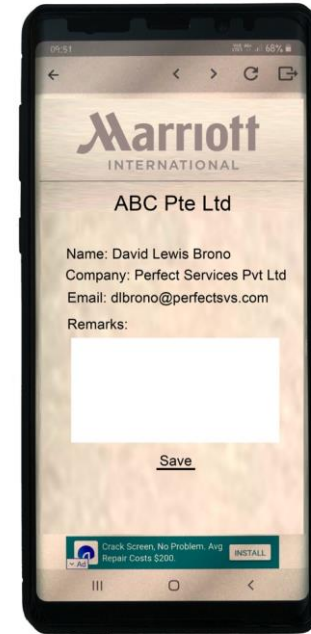 09:51
68%
Marriott
INTERNATIONAL
ABC Pte Ltd
Name: David Lewis Brono
Company: Perfect Services Pvt Ltd
Email: dlbrono@perfectsvs.com
Remarks:
Save
Crack Screen, No Problem. Avg
Repair Costs $200.
INSTALL
Ad